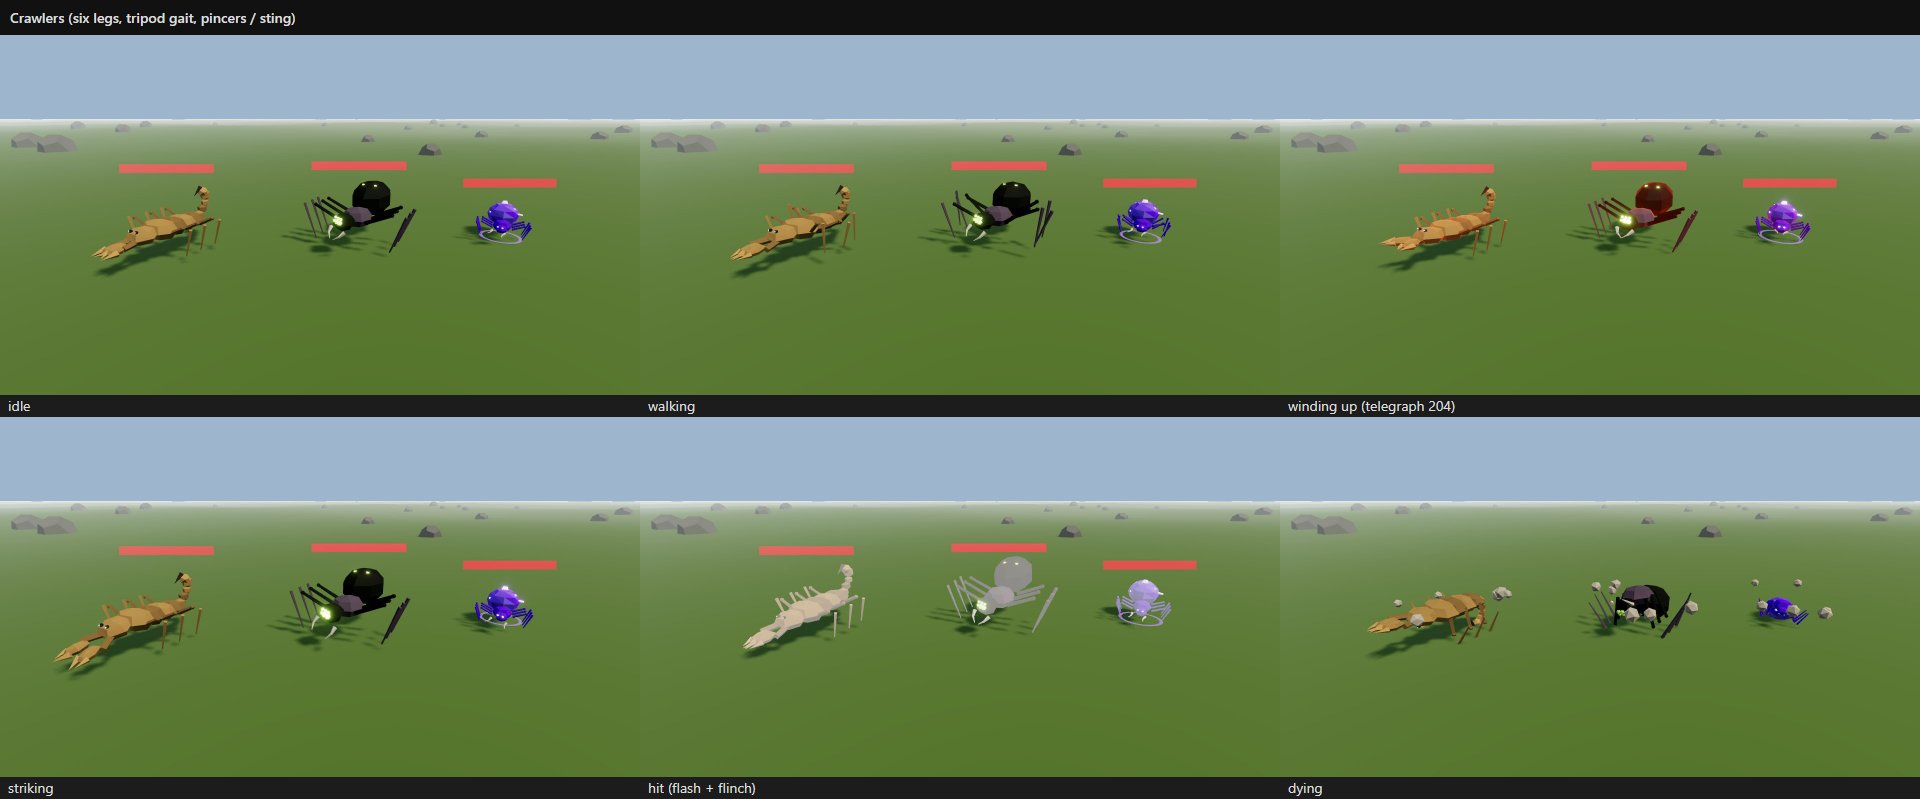 Crawlers (six legs, tripod gait, pincers / sting)
idle
walking
winding up (telegraph 204)
striking
hit (flash + flinch)
dying